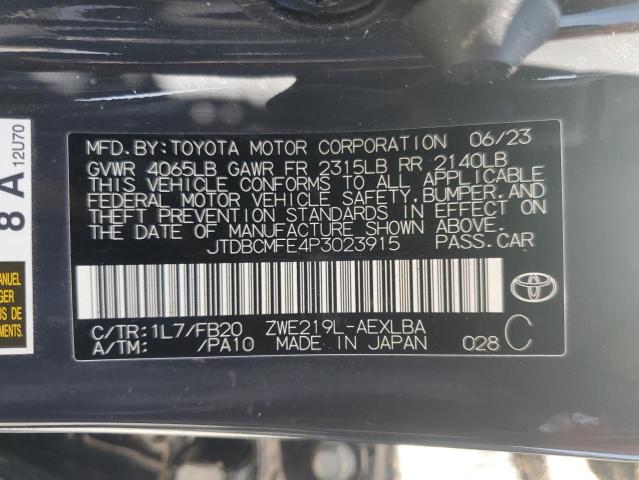 MFD. BY: TOYOTA MOTOR CORPORATION 06/23
GVWR 4065LB GAWR FR 2315LB RR 2140LB
THIS VEHICLE CONFORMS TO ALL APPLICABLE
FEDERAL MOTOR VEHICLE SAFETY, BUMPER, AND
THEFT PREVENTION STANDARDS IN EFFECT ON
THE DATE OF MANUFACTURE SHOWN ABOVE.
JTDBCMFE4P3023915 PASS. CAR
C/TR: 1L7/FB20 ZWE219L-AEXLBA
A/TM: /PA10 MADE IN JAPAN 028 C
8 A
12U70
MANUEL